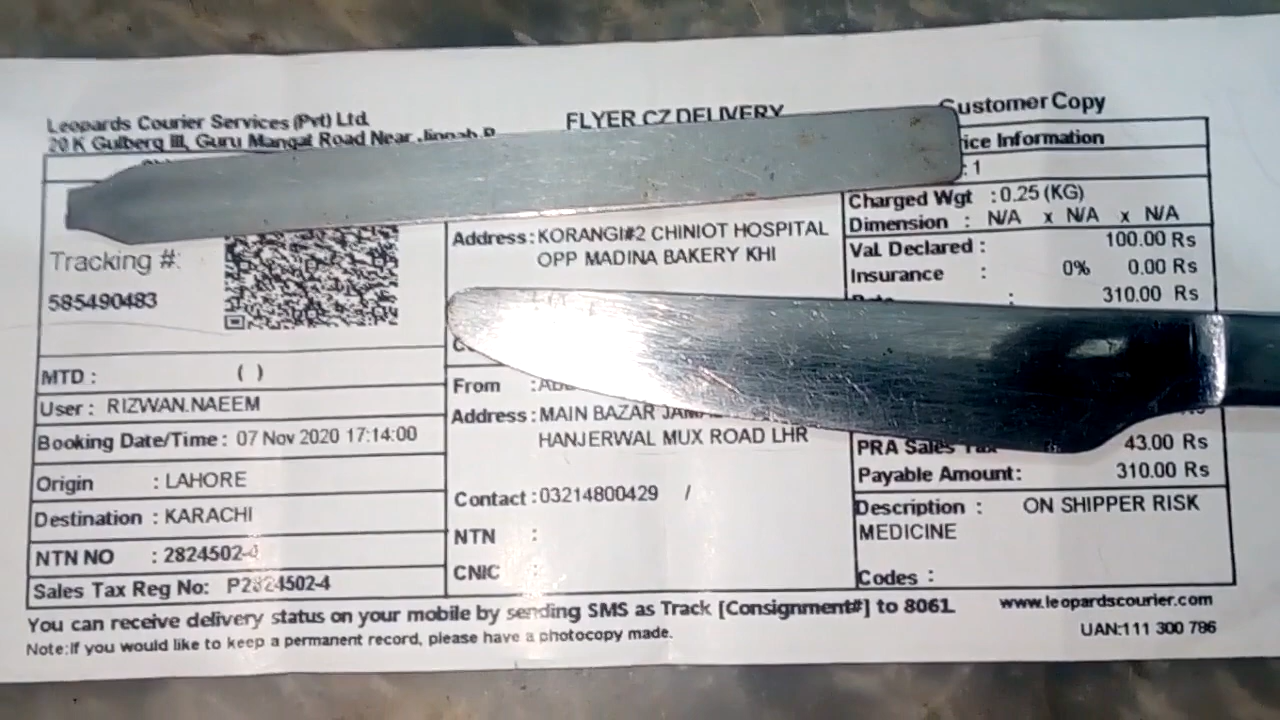 Leopards Courier Services (Pvt) Ltd.
FLYER CZ DELIVERY
Customer Copy
20 K Gulberg III, Guru Mangat Road Near
Information
: 1
Charged Wgt : 0.25 (KG)
Dimension : N/A x N/A x N/A
Val. Declared : 100.00 Rs
Insurance : 0% 0.00 Rs
: 310.00 Rs
Tracking #:
585490483
Address: KORANGI#2 CHINIOT HOSPITAL
OPP MADINA BAKERY KHI
MTD : ( )
User : RIZWAN.NAEEM
Booking Date/Time : 07 Nov 2020 17:14:00
Origin : LAHORE
Destination : KARACHI
NTN NO : 2824502-4
Sales Tax Reg No: P2824502-4
From :
Address : MAIN BAZAR
HANJERWAL MUX ROAD LHR
Contact : 03214800429 /
NTN :
CNIC :
PRA Sales Tax 43.00 Rs
Payable Amount: 310.00 Rs
Description : ON SHIPPER RISK
MEDICINE
Codes :
You can receive delivery status on your mobile by sending SMS as Track [Consignment#] to 8061.
www.leopardscourier.com
Note:If you would like to keep a permanent record, please have a photocopy made.
UAN:111 300 786